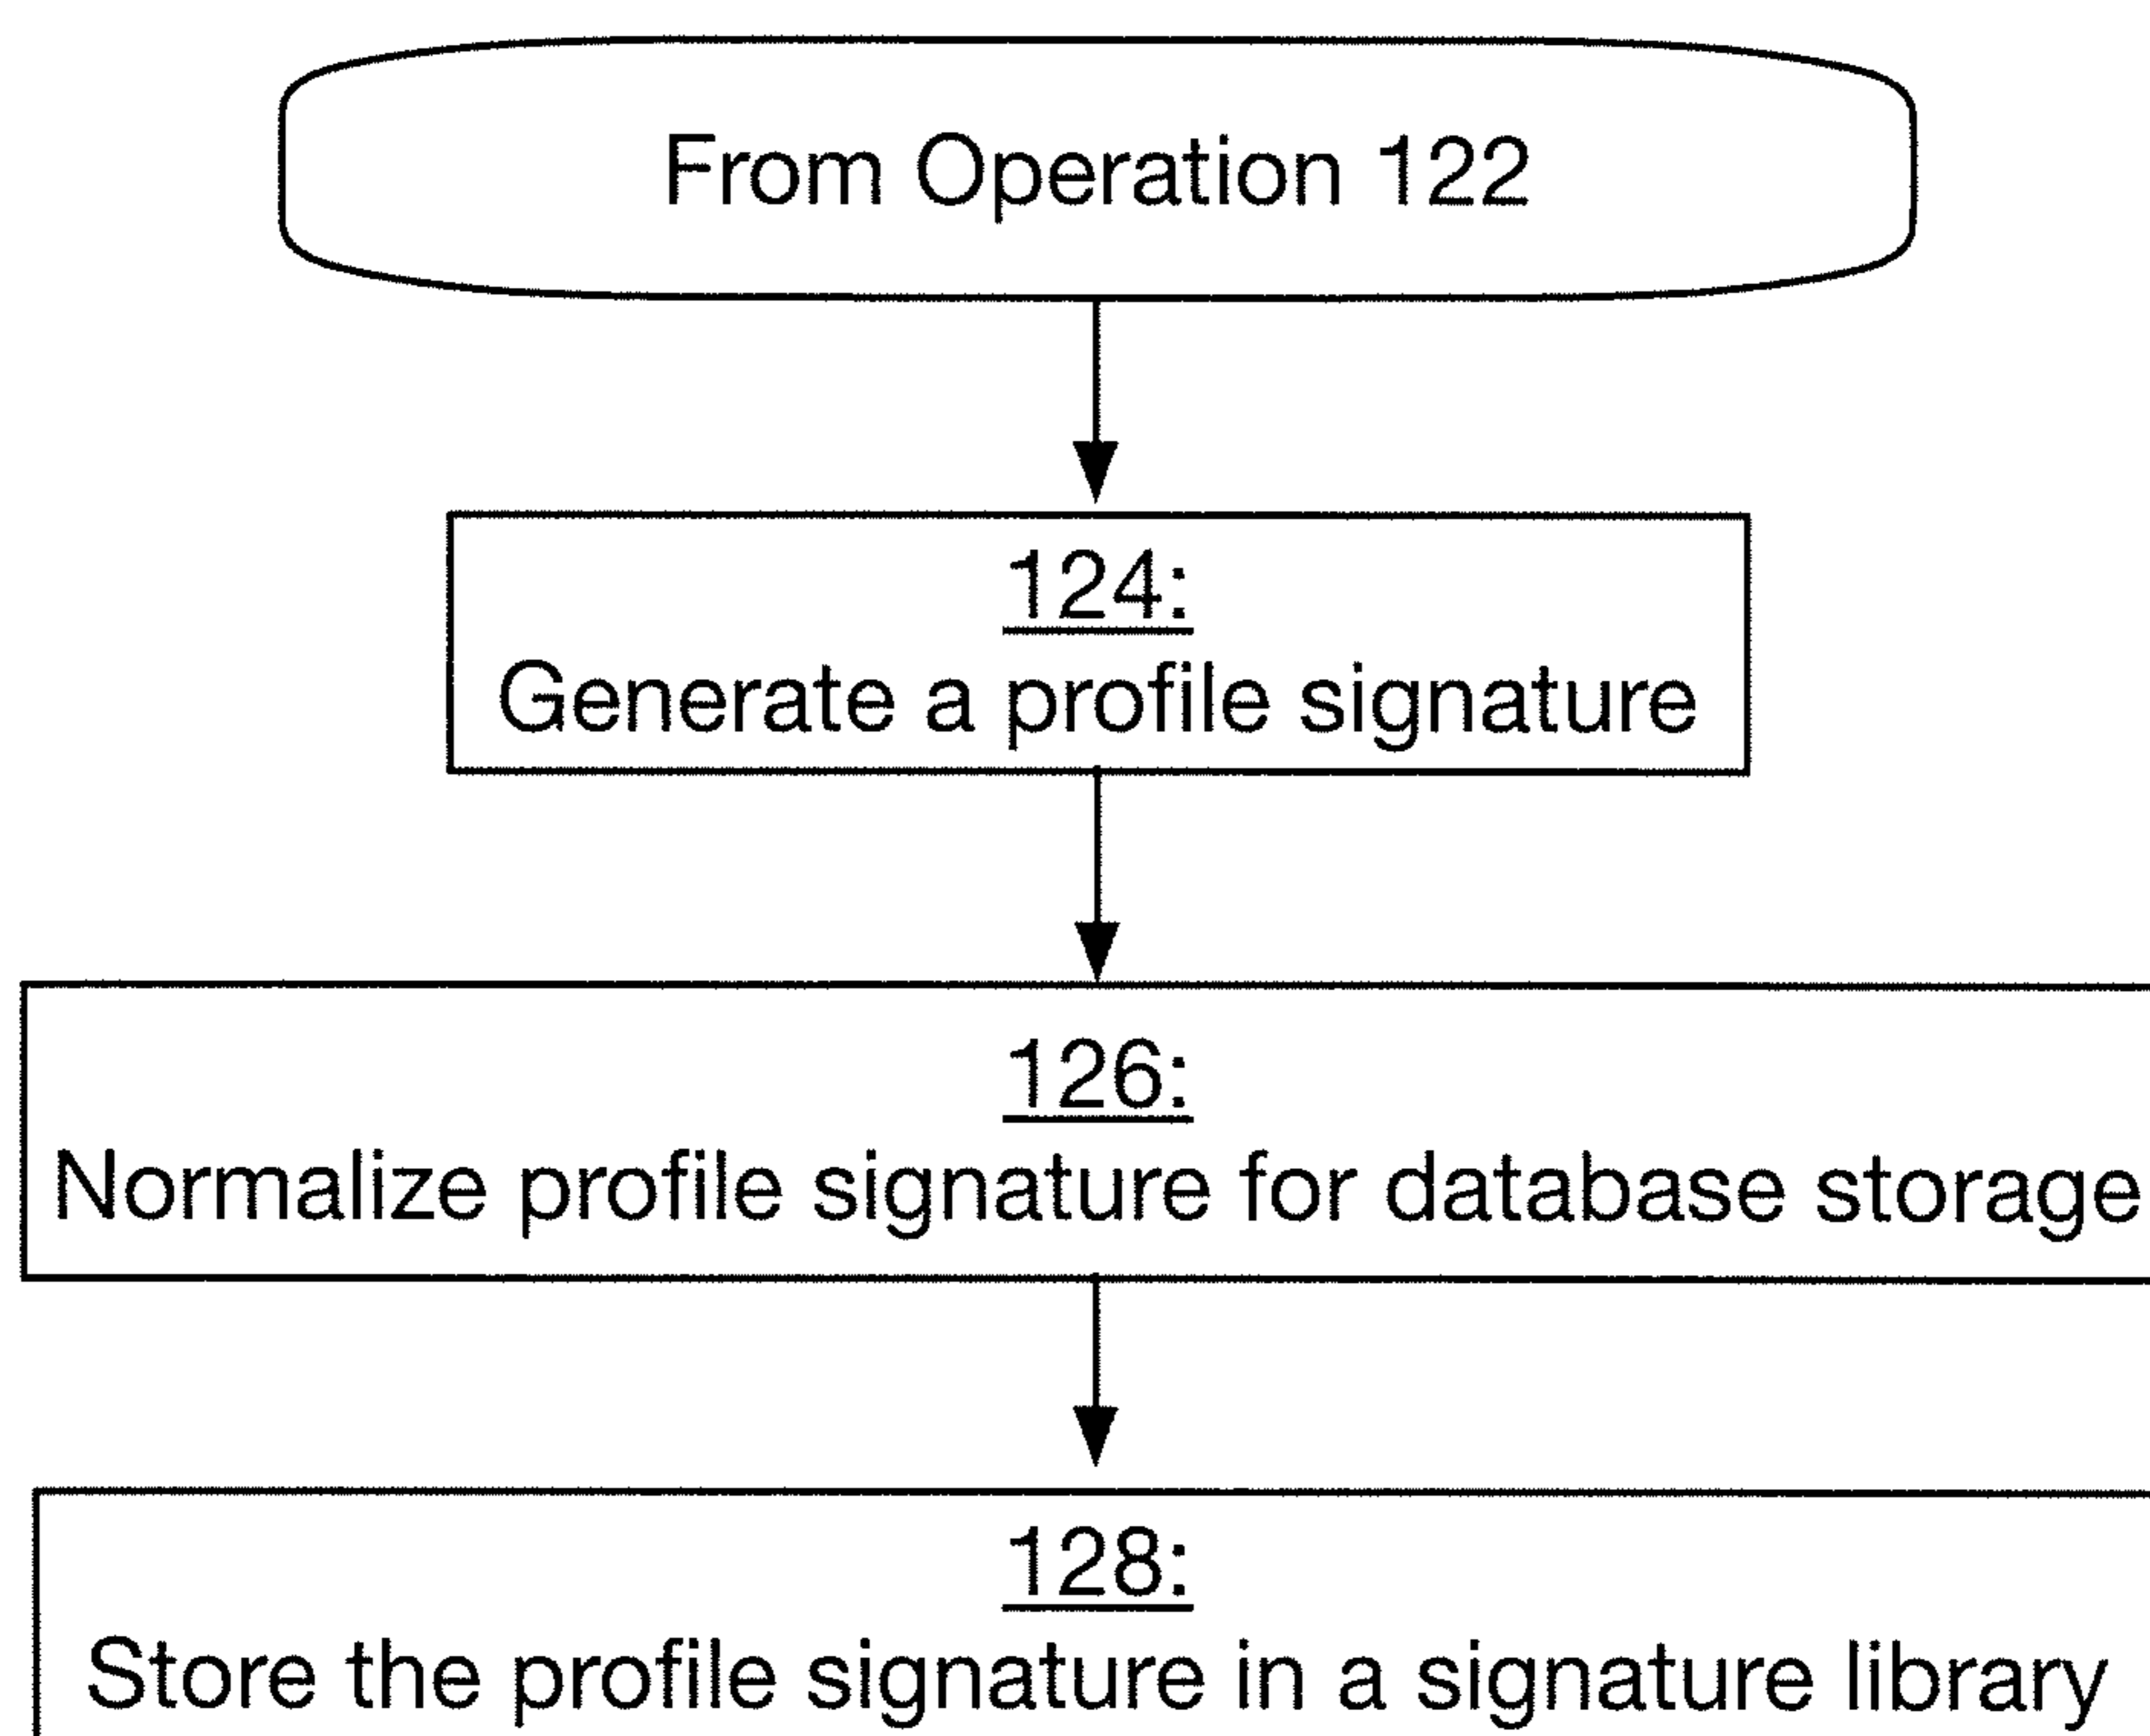 From Operation 122
124:
Generate a profile signature
126:
Normalize profile signature for database storage
128:
Store the profile signature in a signature library